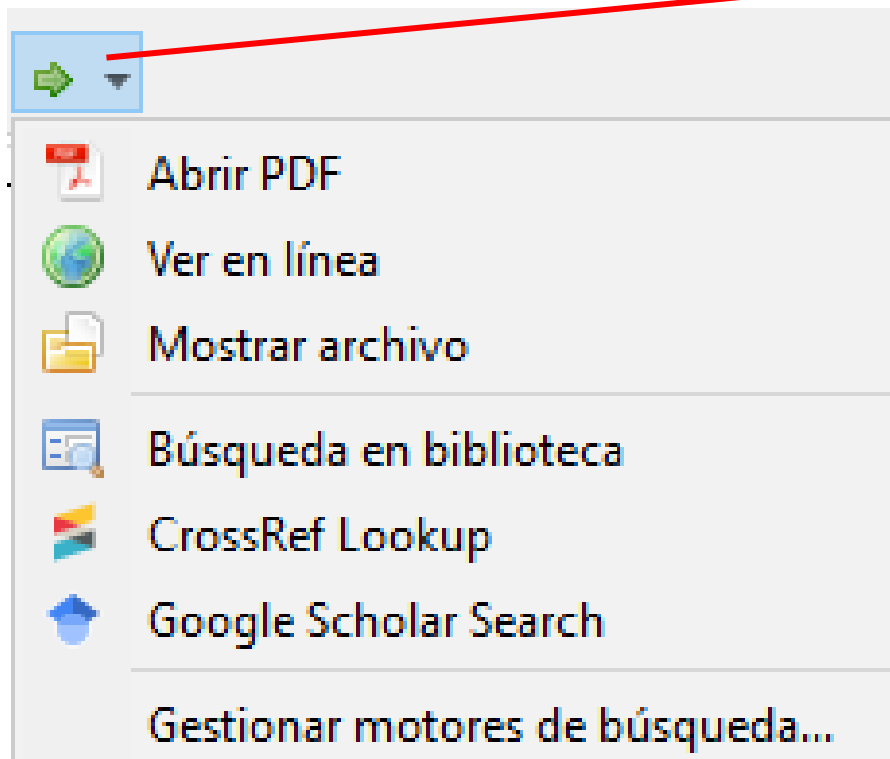 Abrir PDF
Ver en línea
Mostrar archivo
Búsqueda en biblioteca
CrossRef Lookup
Google Scholar Search
Gestionar motores de búsqueda...